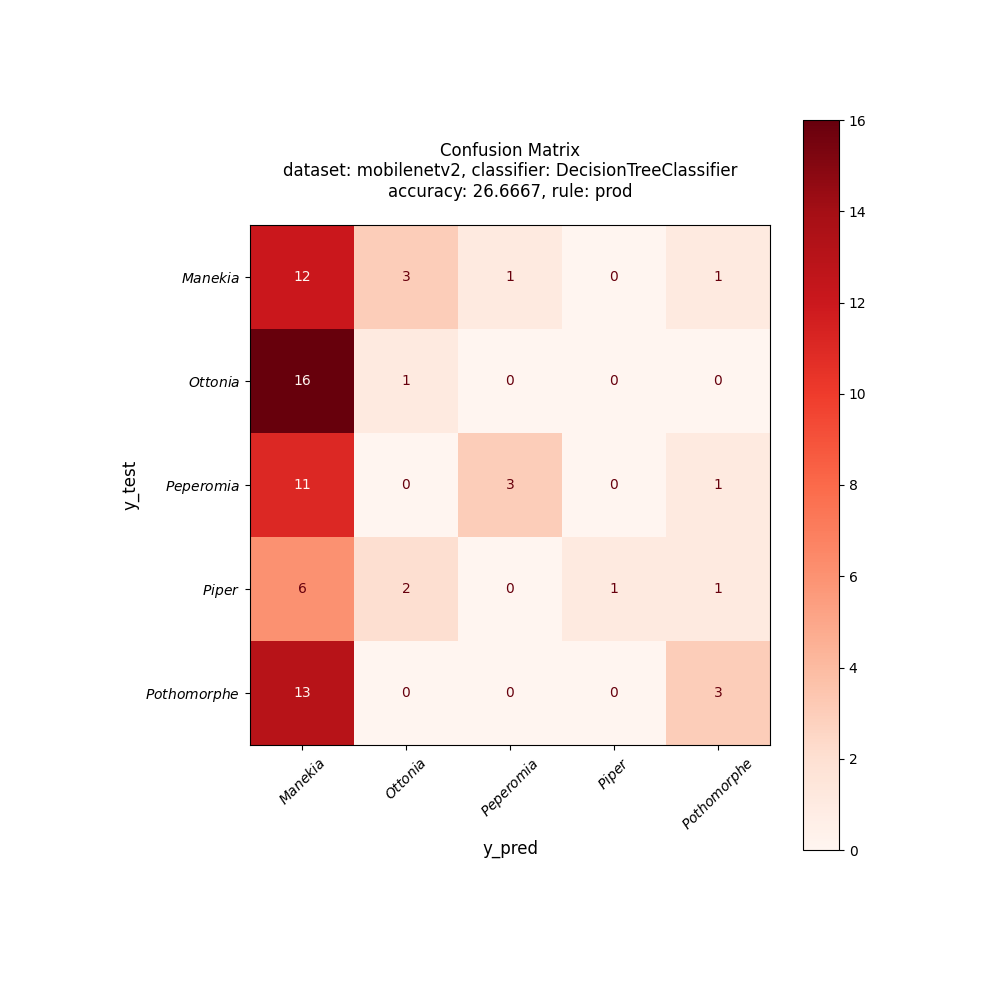 Confusion Matrix
dataset: mobilenetv2, classifier: DecisionTreeClassifier
accuracy: 26.6667, rule: prod
16
14
12
10
8
6
4
2
0
y_test
Manekia 12 3 1 0 1
Ottonia 16 1 0 0 0
Peperomia 11 0 3 0 1
Piper 6 2 0 1 1
Pothomorphe 13 0 0 0 3
Manekia Ottonia Peperomia Piper Pothomorphe
y_pred